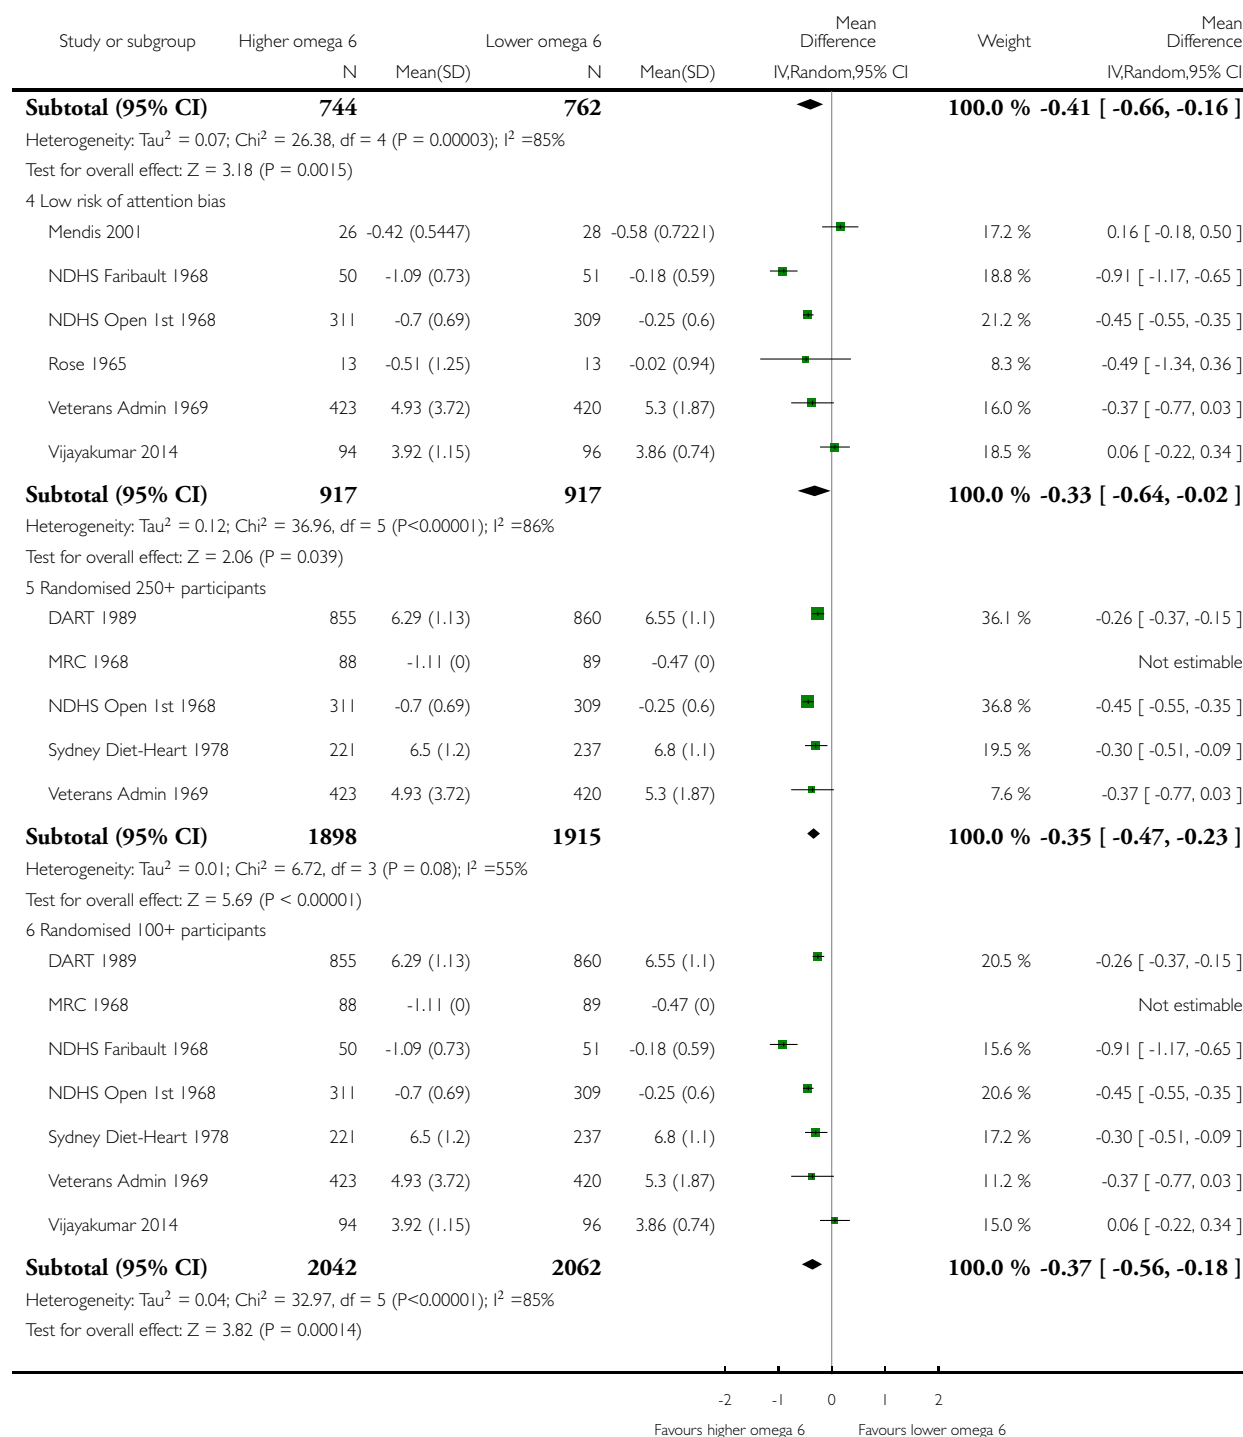 Study or subgroup Higher omega 6 Lower omega 6 Mean Difference Weight Mean Difference
N Mean(SD) N Mean(SD) IV,Random,95% CI IV,Random,95% CI
Subtotal (95% CI) 744 762 100.0 % -0.41 [ -0.66, -0.16 ]
Heterogeneity: Tau² = 0.07; Chi² = 26.38, df = 4 (P = 0.00003); I² =85%
Test for overall effect: Z = 3.18 (P = 0.0015)
4 Low risk of attention bias
Mendis 2001 26 -0.42 (0.5447) 28 -0.58 (0.7221) 17.2 % 0.16 [ -0.18, 0.50 ]
NDHS Faribault 1968 50 -1.09 (0.73) 51 -0.18 (0.59) 18.8 % -0.91 [ -1.17, -0.65 ]
NDHS Open 1st 1968 311 -0.7 (0.69) 309 -0.25 (0.6) 21.2 % -0.45 [ -0.55, -0.35 ]
Rose 1965 13 -0.51 (1.25) 13 -0.02 (0.94) 8.3 % -0.49 [ -1.34, 0.36 ]
Veterans Admin 1969 423 4.93 (3.72) 420 5.3 (1.87) 16.0 % -0.37 [ -0.77, 0.03 ]
Vijayakumar 2014 94 3.92 (1.15) 96 3.86 (0.74) 18.5 % 0.06 [ -0.22, 0.34 ]
Subtotal (95% CI) 917 917 100.0 % -0.33 [ -0.64, -0.02 ]
Heterogeneity: Tau² = 0.12; Chi² = 36.96, df = 5 (P<0.00001); I² =86%
Test for overall effect: Z = 2.06 (P = 0.039)
5 Randomised 250+ participants
DART 1989 855 6.29 (1.13) 860 6.55 (1.1) 36.1 % -0.26 [ -0.37, -0.15 ]
MRC 1968 88 -1.11 (0) 89 -0.47 (0) Not estimable
NDHS Open 1st 1968 311 -0.7 (0.69) 309 -0.25 (0.6) 36.8 % -0.45 [ -0.55, -0.35 ]
Sydney Diet-Heart 1978 221 6.5 (1.2) 237 6.8 (1.1) 19.5 % -0.30 [ -0.51, -0.09 ]
Veterans Admin 1969 423 4.93 (3.72) 420 5.3 (1.87) 7.6 % -0.37 [ -0.77, 0.03 ]
Subtotal (95% CI) 1898 1915 100.0 % -0.35 [ -0.47, -0.23 ]
Heterogeneity: Tau² = 0.01; Chi² = 6.72, df = 3 (P = 0.08); I² =55%
Test for overall effect: Z = 5.69 (P < 0.00001)
6 Randomised 100+ participants
DART 1989 855 6.29 (1.13) 860 6.55 (1.1) 20.5 % -0.26 [ -0.37, -0.15 ]
MRC 1968 88 -1.11 (0) 89 -0.47 (0) Not estimable
NDHS Faribault 1968 50 -1.09 (0.73) 51 -0.18 (0.59) 15.6 % -0.91 [ -1.17, -0.65 ]
NDHS Open 1st 1968 311 -0.7 (0.69) 309 -0.25 (0.6) 20.6 % -0.45 [ -0.55, -0.35 ]
Sydney Diet-Heart 1978 221 6.5 (1.2) 237 6.8 (1.1) 17.2 % -0.30 [ -0.51, -0.09 ]
Veterans Admin 1969 423 4.93 (3.72) 420 5.3 (1.87) 11.2 % -0.37 [ -0.77, 0.03 ]
Vijayakumar 2014 94 3.92 (1.15) 96 3.86 (0.74) 15.0 % 0.06 [ -0.22, 0.34 ]
Subtotal (95% CI) 2042 2062 100.0 % -0.37 [ -0.56, -0.18 ]
Heterogeneity: Tau² = 0.04; Chi² = 32.97, df = 5 (P<0.00001); I² =85%
Test for overall effect: Z = 3.82 (P = 0.00014)
-2 -1 0 1 2
Favours higher omega 6 Favours lower omega 6